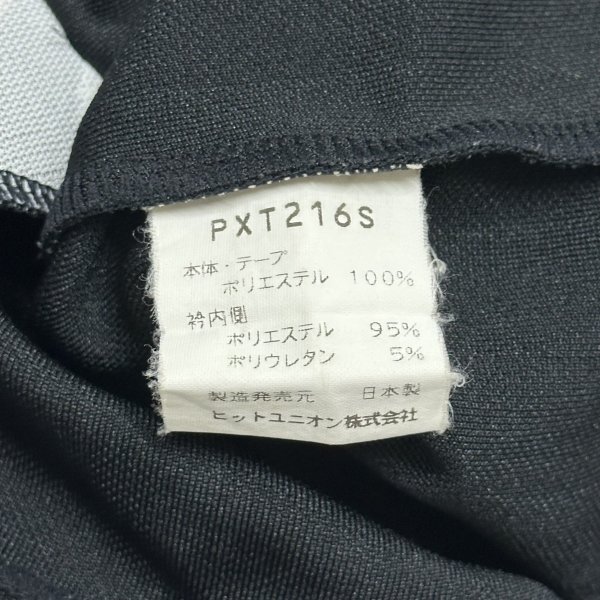 PXT216S
本体・テープ
ポリエステル 100%
衿内側
ポリエステル 95%
ポリウレタン 5%
製造発売元 日本製
ヒットユニオン株式会社